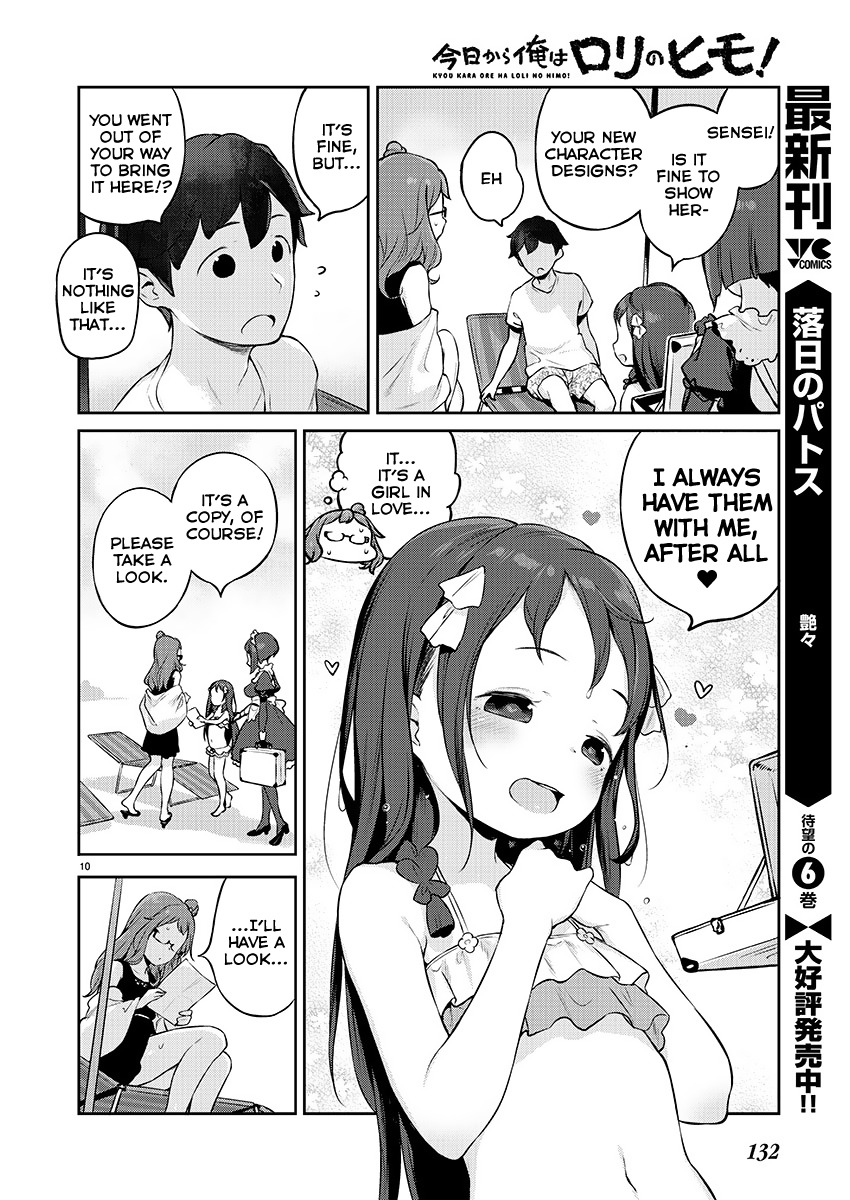 今日から俺はロリのヒモ!
KYOU KARA ORE HA LOLI NO HIMO!
SENSEI!
IS IT
FINE TO
SHOW
HER-
YOUR NEW
CHARACTER
DESIGNS?
EH
IT'S
FINE,
BUT...
YOU WENT
OUT OF
YOUR WAY
TO BRING
IT HERE!?
IT'S
NOTHING
LIKE
THAT...
I ALWAYS
HAVE THEM
WITH ME,
AFTER ALL
♥
IT...
IT'S A
GIRL IN
LOVE...
IT'S A
COPY, OF
COURSE!
PLEASE
TAKE A
LOOK.
10
...I'LL
HAVE A
LOOK...
最新刊
YC
COMICS
落日のパトス
艶々
待望の6巻
大好評発売中!!
132